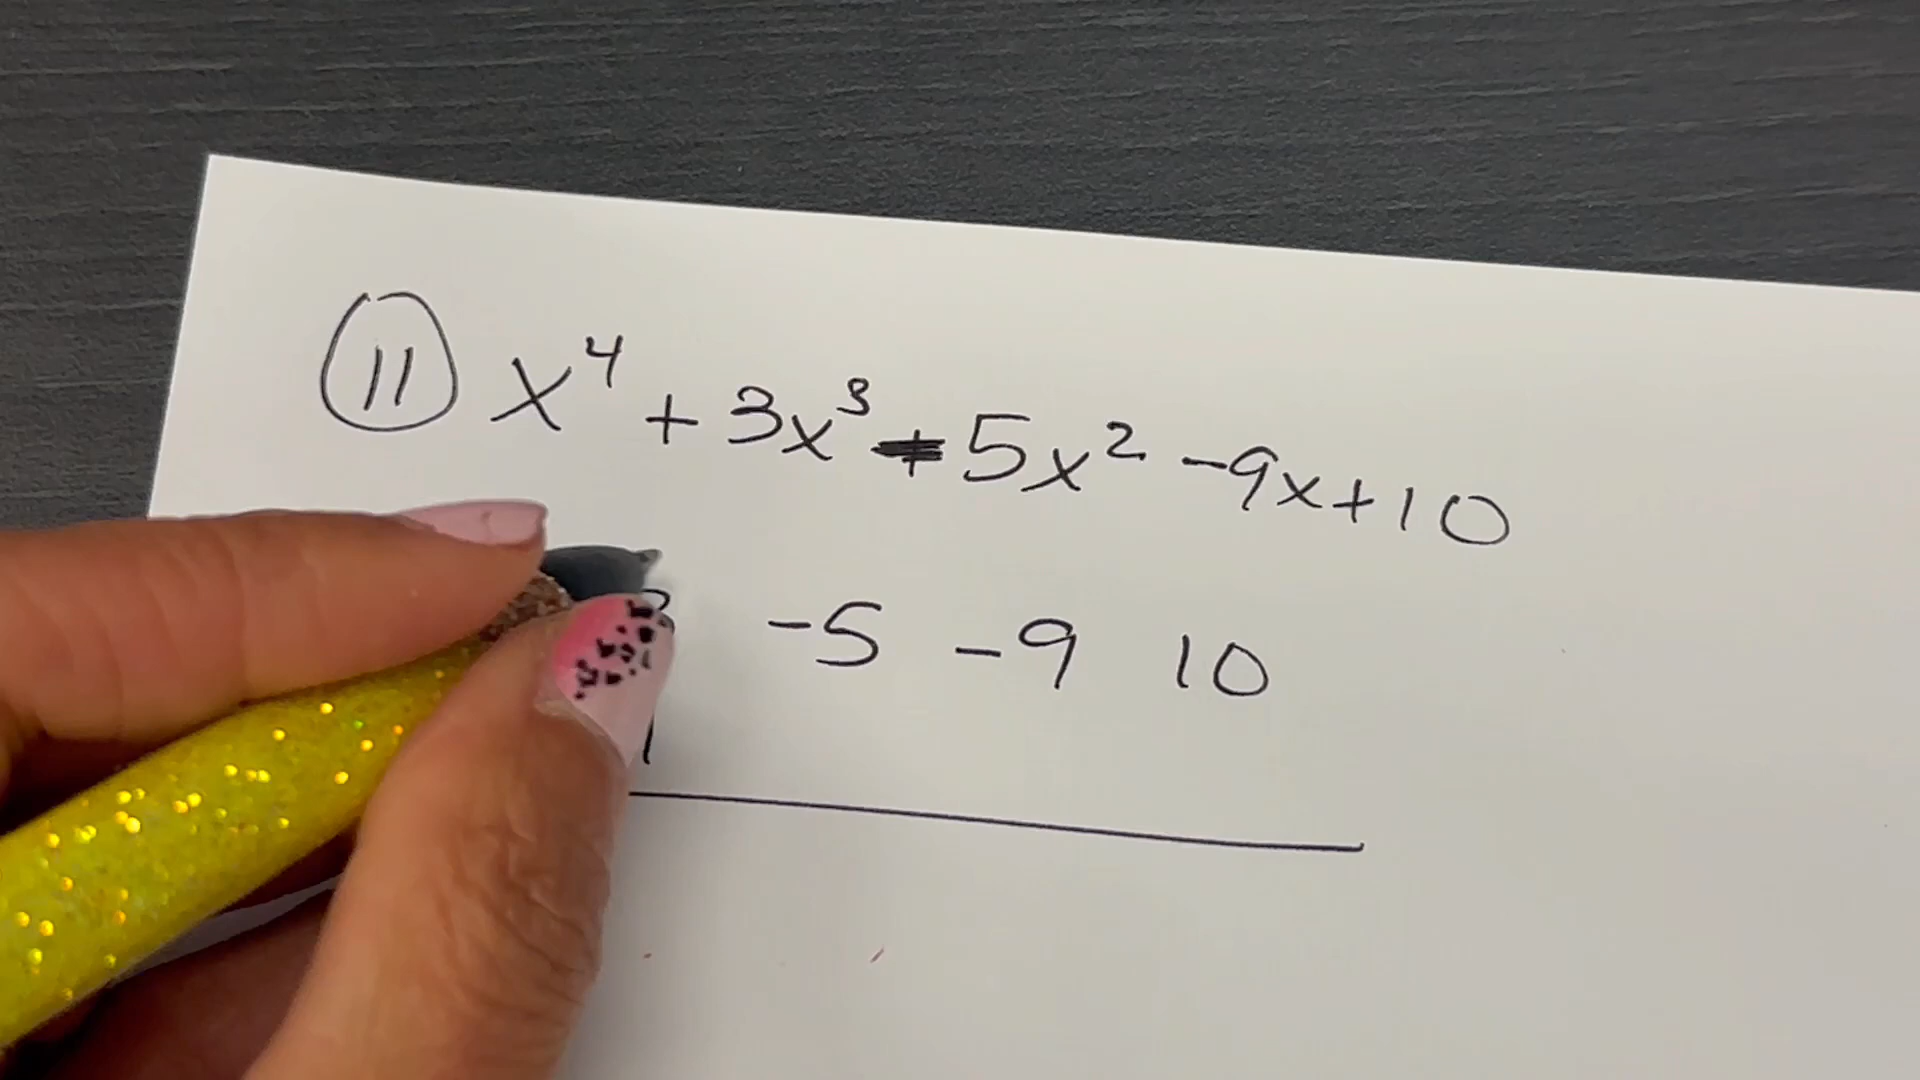 11 x⁴ + 3x³ - 5x² - 9x + 10
-5 -9 10